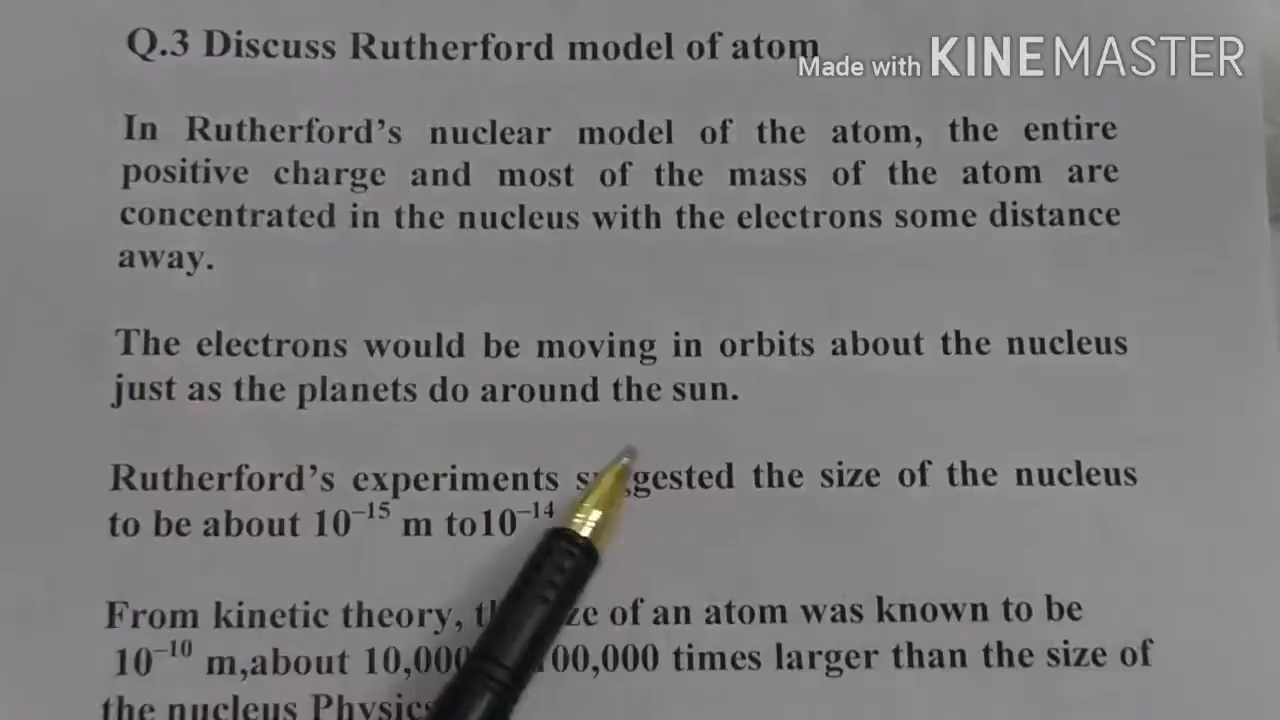 Q.3 Discuss Rutherford model of atom
Made with KINEMASTER
In Rutherford's nuclear model of the atom, the entire
positive charge and most of the mass of the atom are
concentrated in the nucleus with the electrons some distance
away.
The electrons would be moving in orbits about the nucleus
just as the planets do around the sun.
Rutherford's experiments suggested the size of the nucleus
to be about 10⁻¹⁵ m to10⁻¹⁴
From kinetic theory, of an atom was known to be
10⁻¹⁰ m,about 10,000 times larger than the size of
the nucleus Physics